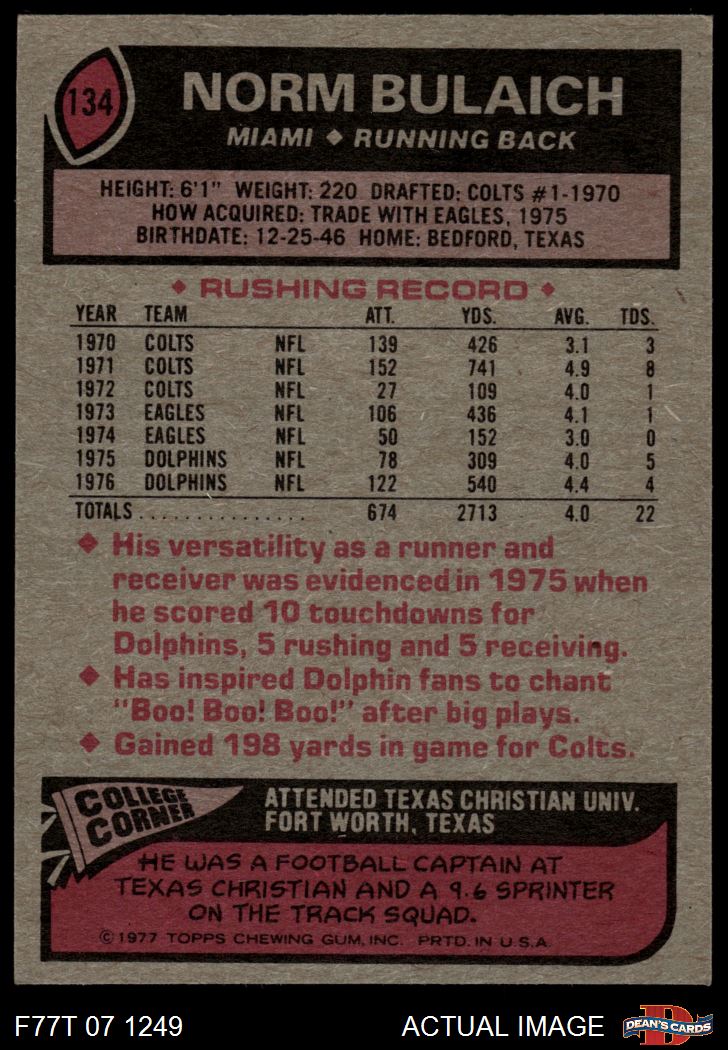 134
NORM BULAICH
MIAMI ◆ RUNNING BACK
HEIGHT: 6'1" WEIGHT: 220 DRAFTED: COLTS #1-1970
HOW ACQUIRED: TRADE WITH EAGLES, 1975
BIRTHDATE: 12-25-46 HOME: BEDFORD, TEXAS
◆ RUSHING RECORD ◆
YEAR TEAM ATT. YDS. AVG. TDS.
1970 COLTS NFL 139 426 3.1 3
1971 COLTS NFL 152 741 4.9 8
1972 COLTS NFL 27 109 4.0 1
1973 EAGLES NFL 106 436 4.1 1
1974 EAGLES NFL 50 152 3.0 0
1975 DOLPHINS NFL 78 309 4.0 5
1976 DOLPHINS NFL 122 540 4.4 4
TOTALS................ 674 2713 4.0 22
◆ His versatility as a runner and
receiver was evidenced in 1975 when
he scored 10 touchdowns for
Dolphins, 5 rushing and 5 receiving.
◆ Has inspired Dolphin fans to chant
"Boo! Boo! Boo!" after big plays.
◆ Gained 198 yards in game for Colts.
COLLEGE
CORNER
ATTENDED TEXAS CHRISTIAN UNIV.
FORT WORTH, TEXAS
HE WAS A FOOTBALL CAPTAIN AT
TEXAS CHRISTIAN AND A 9.6 SPRINTER
ON THE TRACK SQUAD.
©1977 TOPPS CHEWING GUM, INC. PRTD. IN U.S.A.
F77T 07 1249 ACTUAL IMAGE
D
DEAN'S CARDS